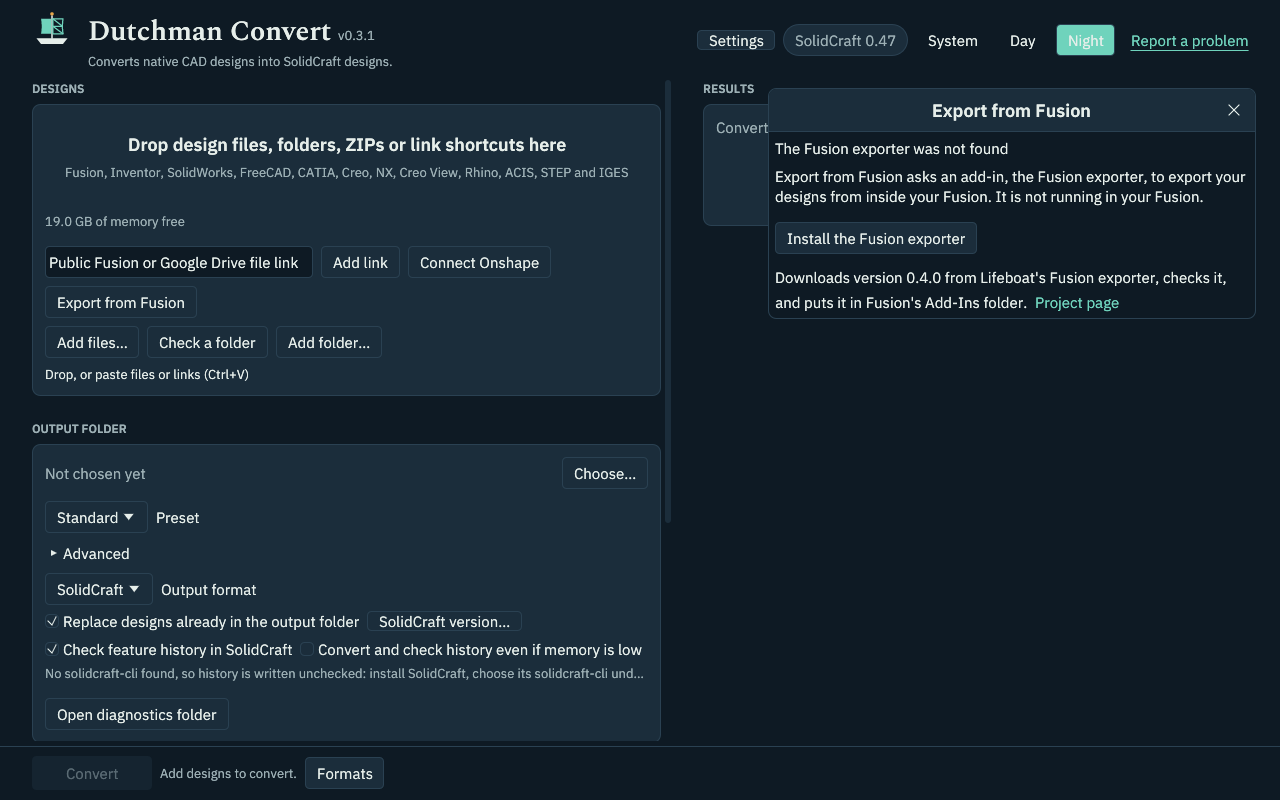 Dutchman Convert v0.3.1
Converts native CAD designs into SolidCraft designs.
Settings
SolidCraft 0.47
System
Day
Night
Report a problem
DESIGNS
Drop design files, folders, ZIPs or link shortcuts here
Fusion, Inventor, SolidWorks, FreeCAD, CATIA, Creo, NX, Creo View, Rhino, ACIS, STEP and IGES
19.0 GB of memory free
Public Fusion or Google Drive file link
Add link
Connect Onshape
Export from Fusion
Add files...
Check a folder
Add folder...
Drop, or paste files or links (Ctrl+V)
OUTPUT FOLDER
Not chosen yet
Choose...
Standard
Preset
Advanced
SolidCraft
Output format
Replace designs already in the output folder
SolidCraft version...
Check feature history in SolidCraft
Convert and check history even if memory is low
No solidcraft-cli found, so history is written unchecked: install SolidCraft, choose its solidcraft-cli und...
Open diagnostics folder
Convert
Add designs to convert.
Formats
RESULTS
Convert
Export from Fusion
The Fusion exporter was not found
Export from Fusion asks an add-in, the Fusion exporter, to export your
designs from inside your Fusion. It is not running in your Fusion.
Install the Fusion exporter
Downloads version 0.4.0 from Lifeboat's Fusion exporter, checks it,
and puts it in Fusion's Add-Ins folder. Project page